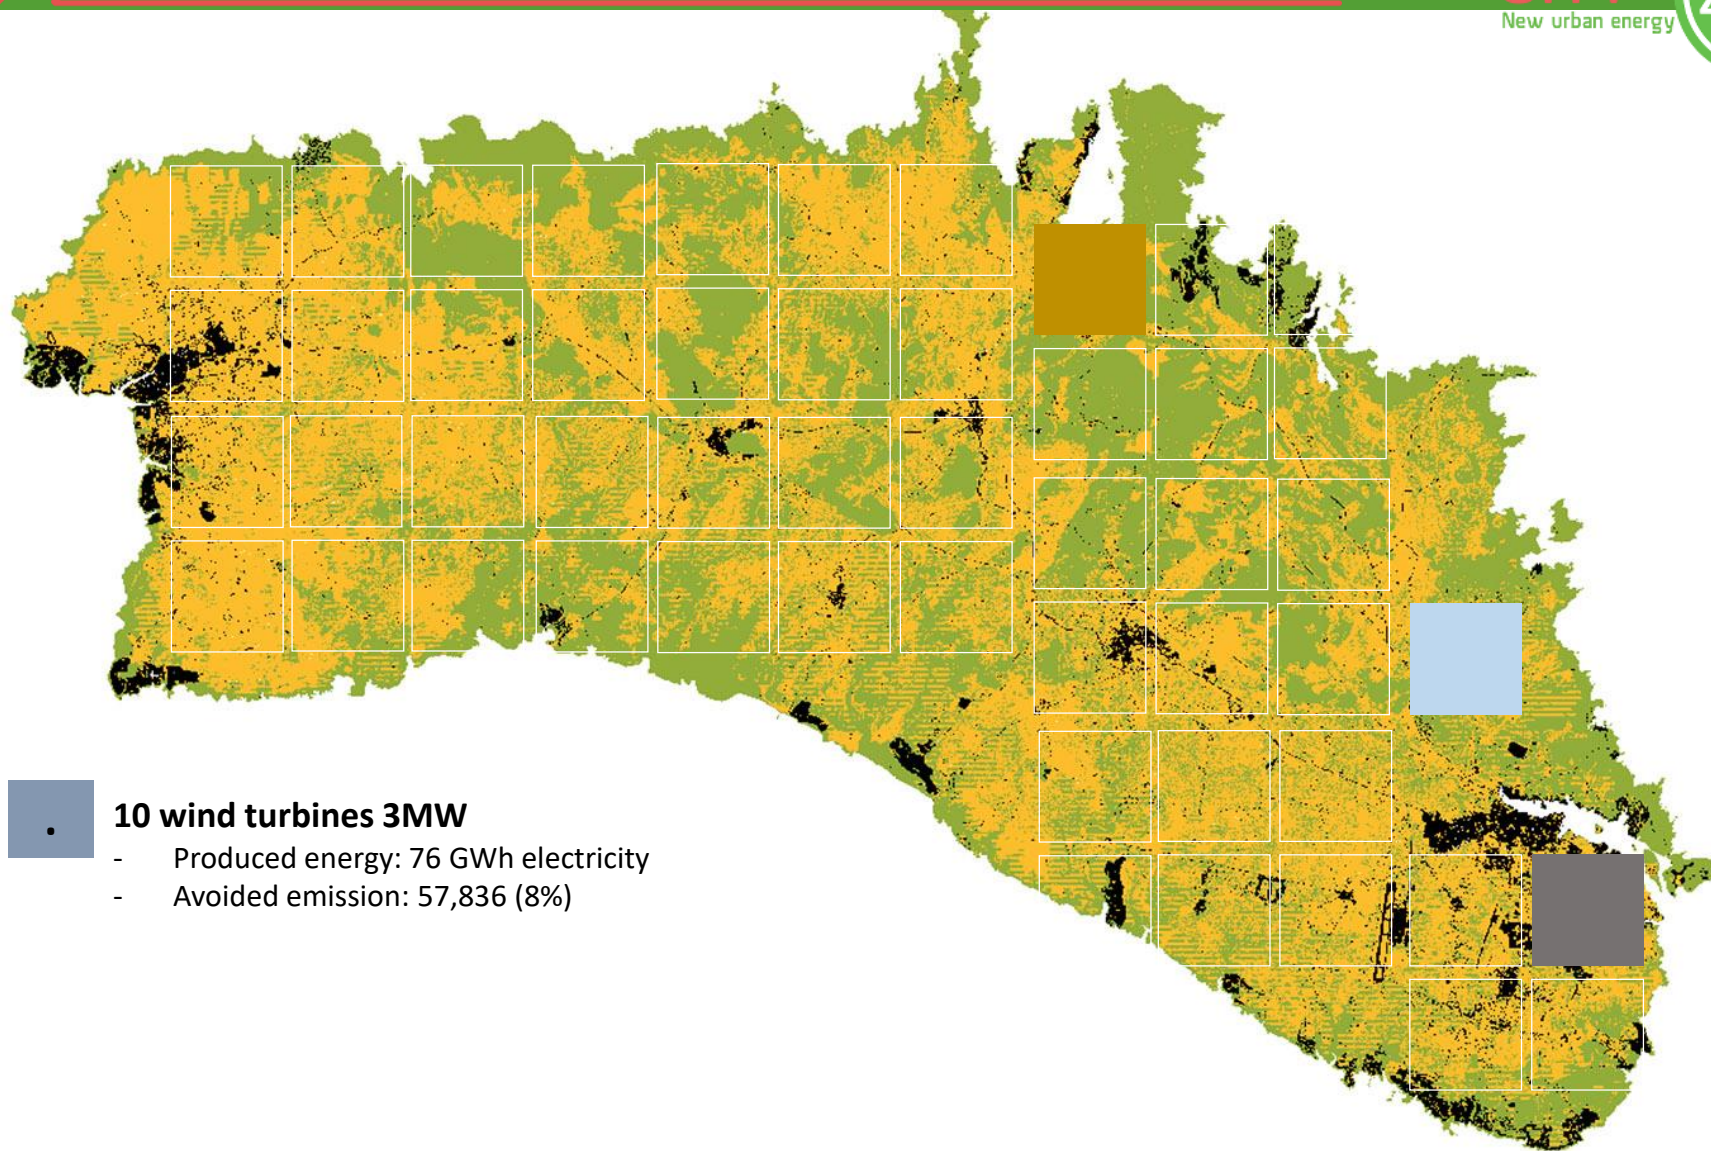 New urban energy
.
10 wind turbines 3MW
- Produced energy: 76 GWh electricity
- Avoided emission: 57,836 (8%)